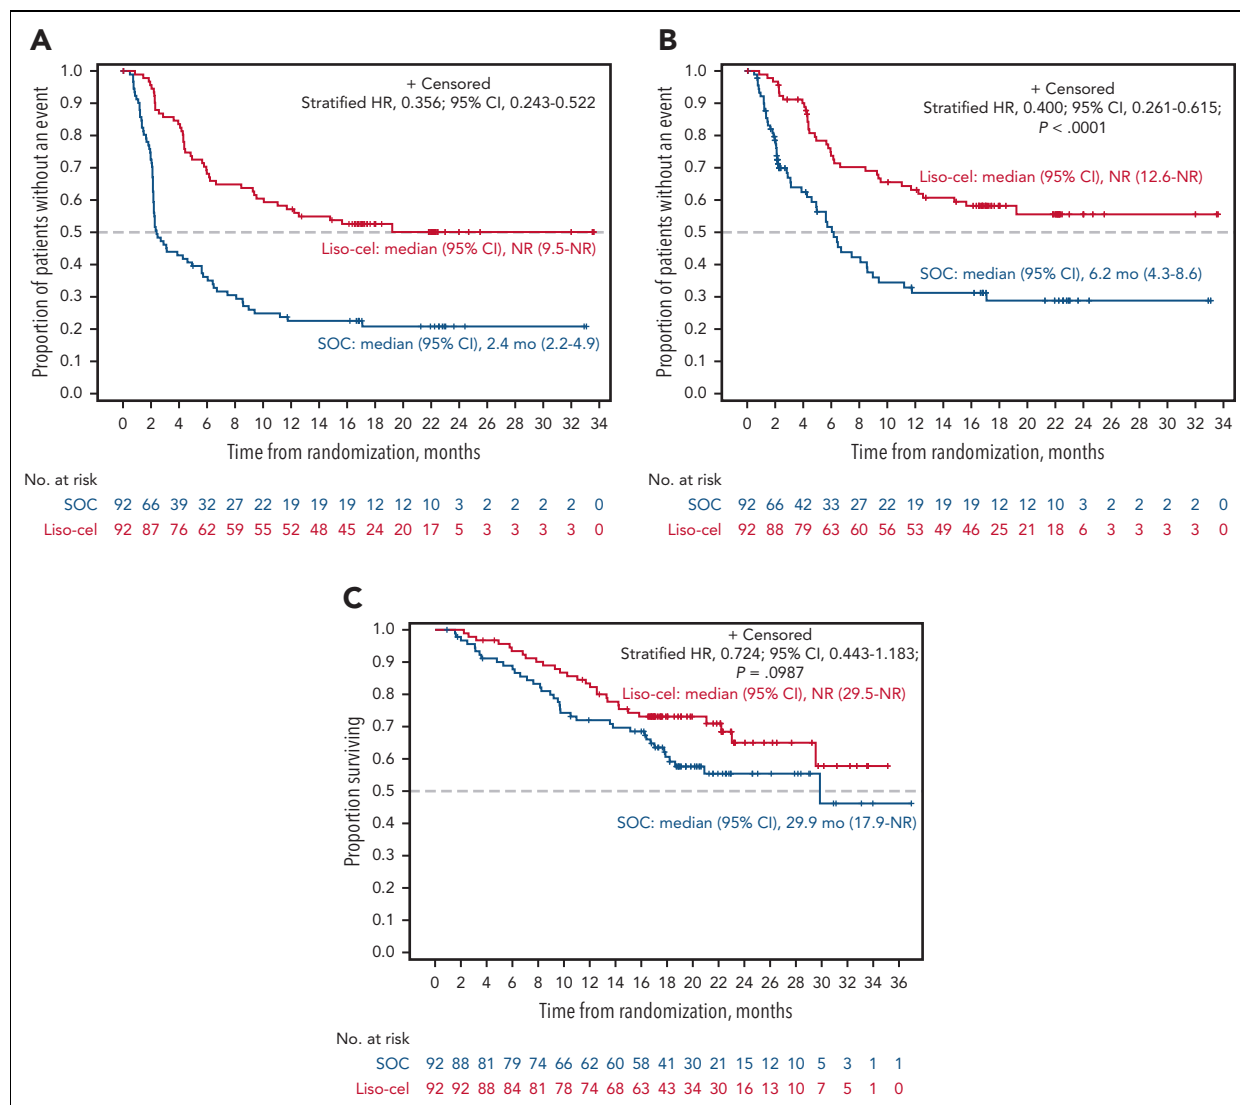 A
+ Censored
Stratified HR, 0.356; 95% CI, 0.243-0.522
Liso-cel: median (95% CI), NR (9.5-NR)
SOC: median (95% CI), 2.4 mo (2.2-4.9)
Proportion of patients without an event
1.0
0.9
0.8
0.7
0.6
0.5
0.4
0.3
0.2
0.1
0.0
0 2 4 6 8 10 12 14 16 18 20 22 24 26 28 30 32 34
Time from randomization, months
No. at risk
SOC 92 66 39 32 27 22 19 19 19 12 12 10 3 2 2 2 2 0
Liso-cel 92 87 76 62 59 55 52 48 45 24 20 17 5 3 3 3 3 0
B
+ Censored
Stratified HR, 0.400; 95% CI, 0.261-0.615;
P < .0001
Liso-cel: median (95% CI), NR (12.6-NR)
SOC: median (95% CI), 6.2 mo (4.3-8.6)
Proportion of patients without an event
1.0
0.9
0.8
0.7
0.6
0.5
0.4
0.3
0.2
0.1
0.0
0 2 4 6 8 10 12 14 16 18 20 22 24 26 28 30 32 34
Time from randomization, months
No. at risk
SOC 92 66 42 33 27 22 19 19 19 12 12 10 3 2 2 2 2 0
Liso-cel 92 88 79 63 60 56 53 49 46 25 21 18 6 3 3 3 3 0
C
+ Censored
Stratified HR, 0.724; 95% CI, 0.443-1.183;
P = .0987
Liso-cel: median (95% CI), NR (29.5-NR)
SOC: median (95% CI), 29.9 mo (17.9-NR)
Proportion surviving
1.0
0.9
0.8
0.7
0.6
0.5
0.4
0.3
0.2
0.1
0.0
0 2 4 6 8 10 12 14 16 18 20 22 24 26 28 30 32 34 36
Time from randomization, months
No. at risk
SOC 92 88 81 79 74 66 62 60 58 41 30 21 15 12 10 5 3 1 1
Liso-cel 92 92 88 84 81 78 74 68 63 43 34 30 16 13 10 7 5 1 0